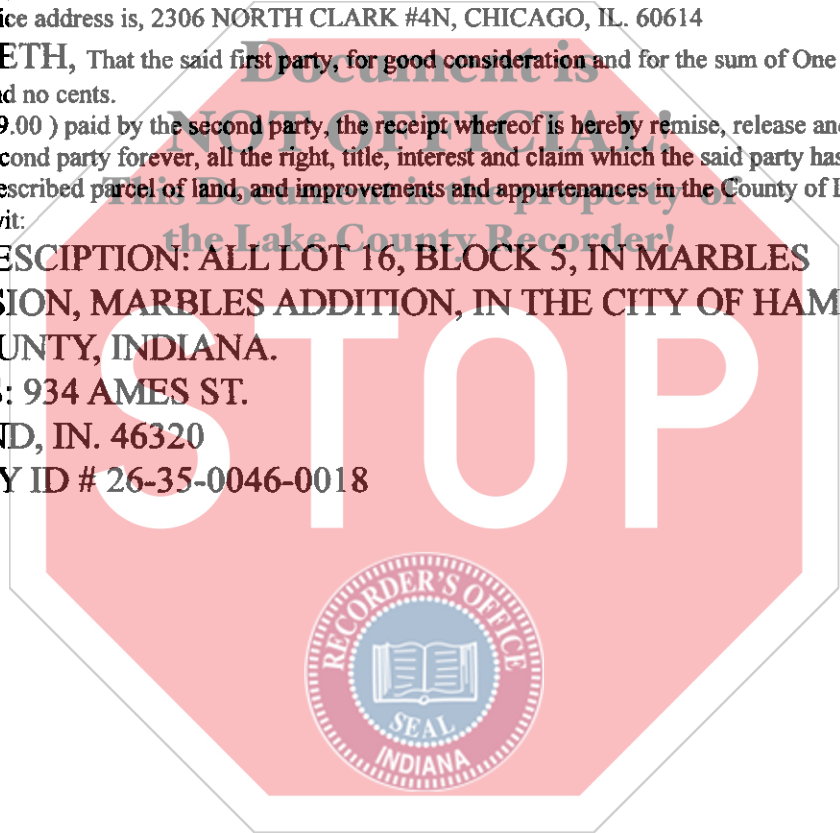 ice address is, 2306 NORTH CLARK #4N, CHICAGO, IL. 60614
ETH, That the said first party, for good consideration and for the sum of One
d no cents.
9.00 ) paid by the second party, the receipt whereof is hereby remise, release and
cond party forever, all the right, title, interest and claim which the said party has
escribed parcel of land, and improvements and appurtenances in the County of L
vit:
ESCIPTION: ALL LOT 16, BLOCK 5, IN MARBLES
SION, MARBLES ADDITION, IN THE CITY OF HAM
UNTY, INDIANA.
: 934 AMES ST.
ND, IN. 46320
Y ID # 26-35-0046-0018
Document is
NOT OFFICIAL!
This Document is the property of
the Lake County Recorder!
STOP
RECORDER'S OFFICE
SEAL
INDIANA